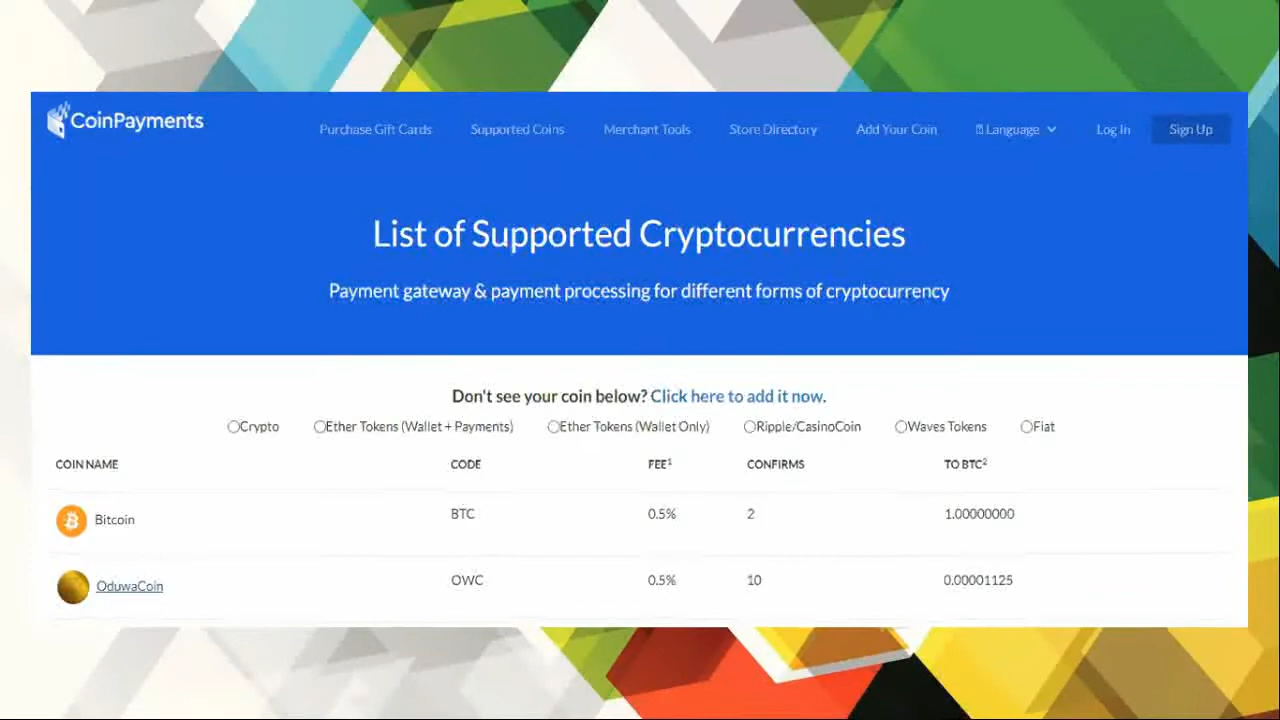 CoinPayments
Purchase Gift Cards Supported Coins Merchant Tools Store Directory Add Your Coin Language Log In Sign Up
List of Supported Cryptocurrencies
Payment gateway & payment processing for different forms of cryptocurrency
Don't see your coin below? Click here to add it now.
Crypto Ether Tokens (Wallet + Payments) Ether Tokens (Wallet Only) Ripple/CasinoCoin Waves Tokens Fiat
COIN NAME CODE FEE¹ CONFIRMS TO BTC²
Bitcoin BTC 0.5% 2 1.00000000
OduwaCoin OWC 0.5% 10 0.00001125